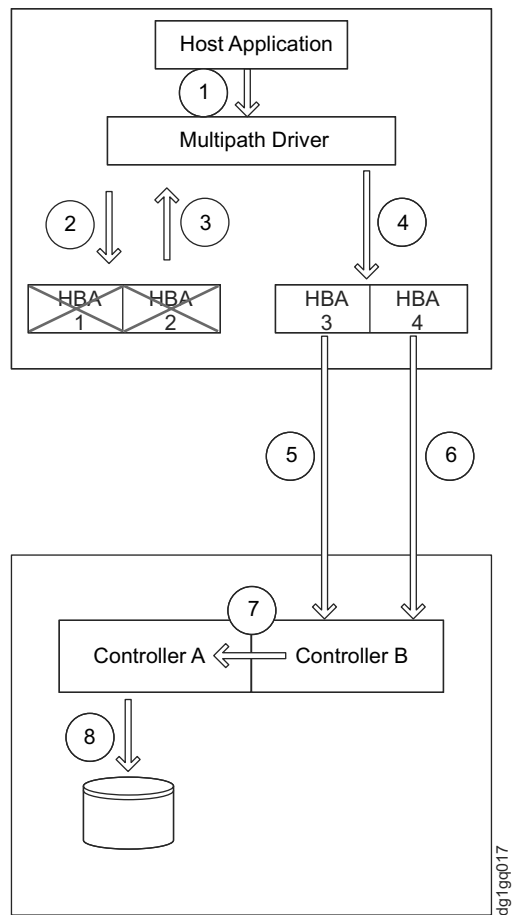 Host Application
1
Multipath Driver
2
3
4
HBA
1
HBA
2
HBA
3
HBA
4
5
6
7
Controller A
Controller B
8
dg1gq017